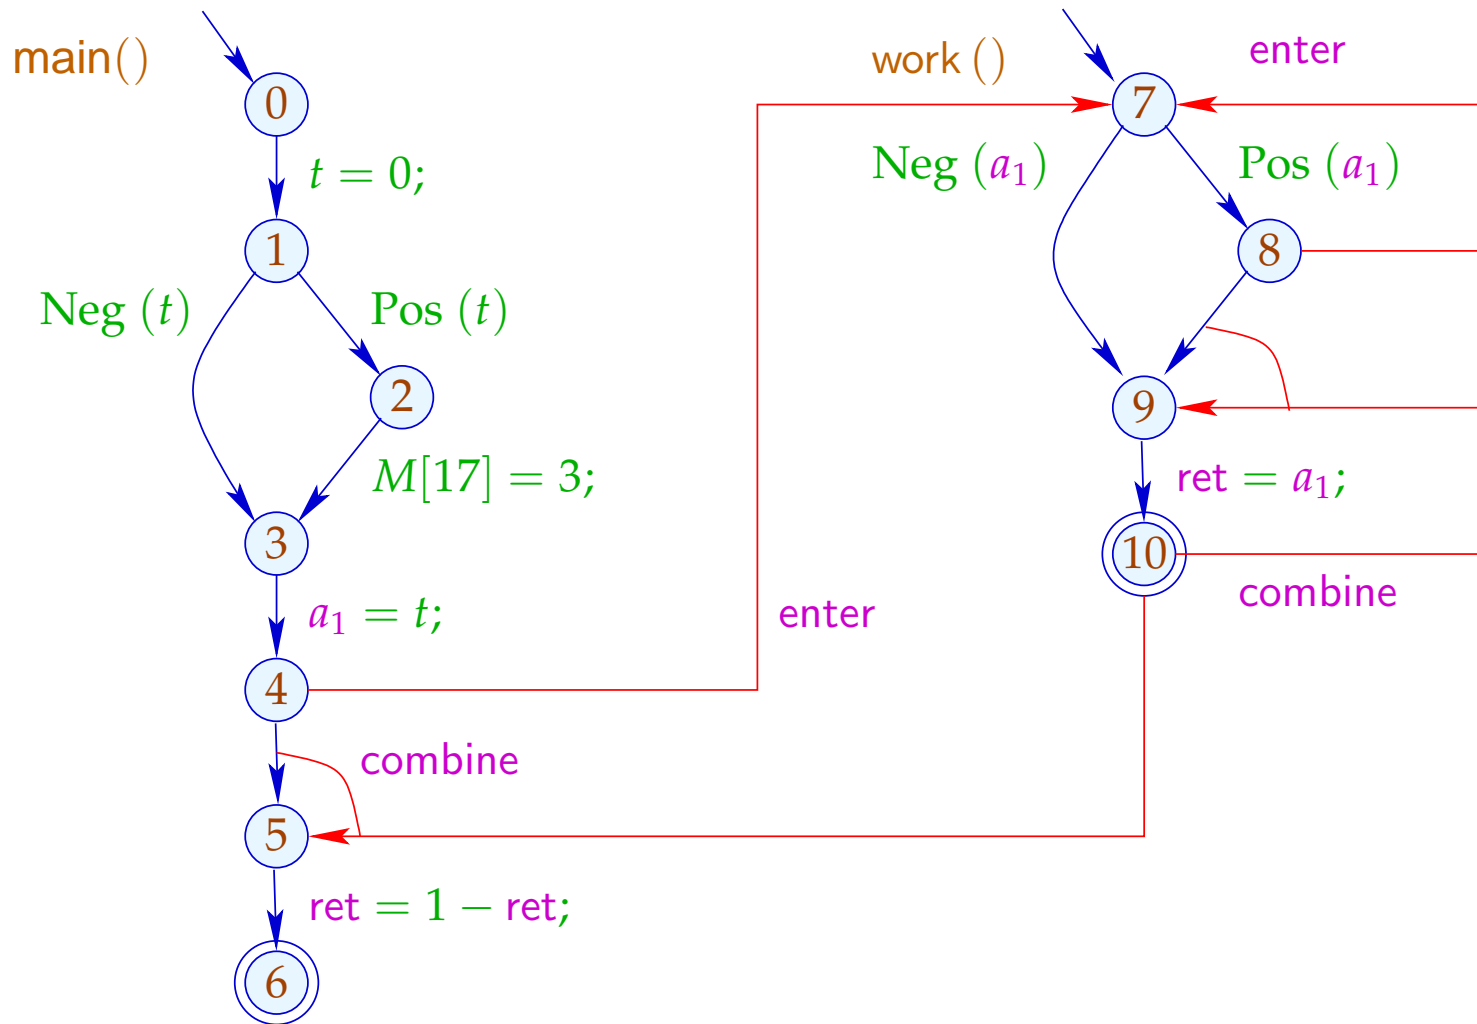 main()
0
t = 0;
1
Neg (t)
Pos (t)
2
M[17] = 3;
3
a₁ = t;
4
enter
combine
5
ret = 1 − ret;
6
work ()
7
enter
Neg (a₁)
Pos (a₁)
8
9
ret = a₁;
10
combine